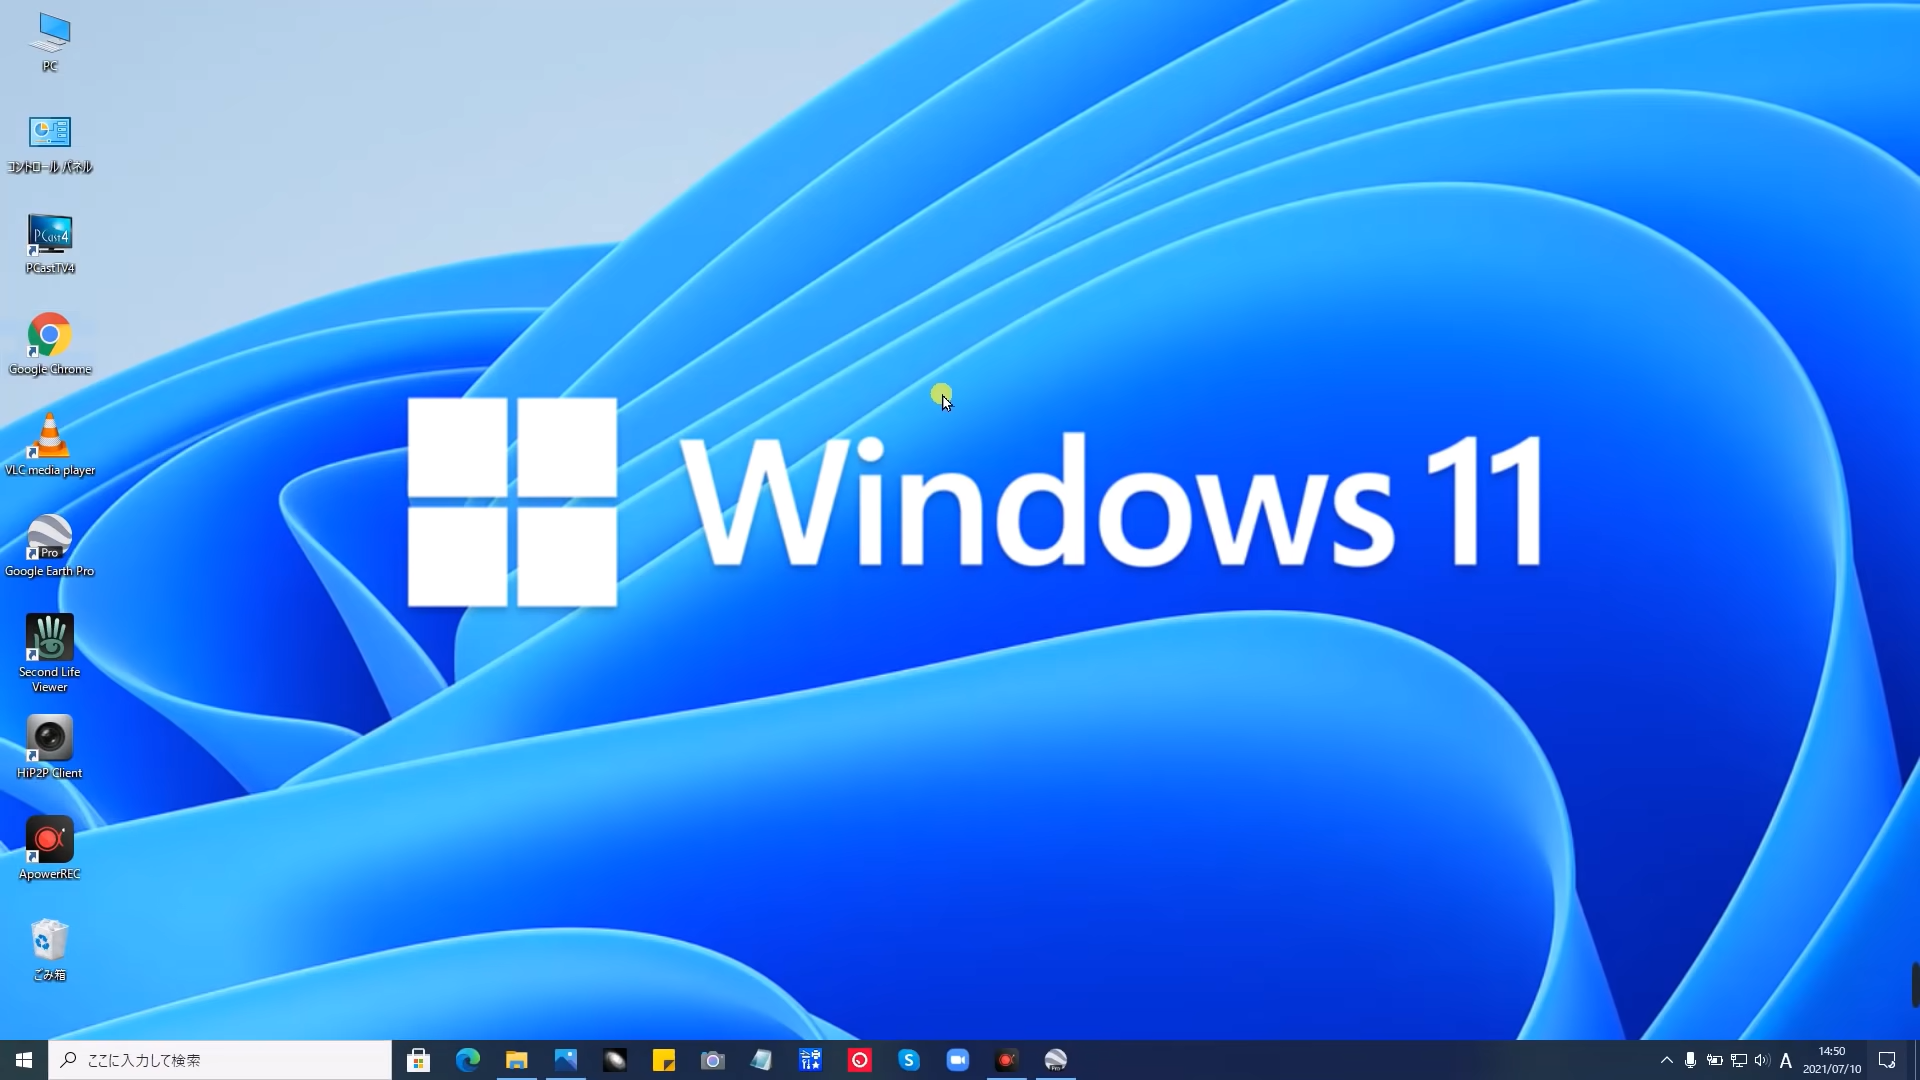 PC
コントロール パネル
PCast4
PCastTV4
Google Chrome
VLC media player
Pro
Google Earth Pro
Second Life
Viewer
HiP2P Client
ApowerREC
ごみ箱
Windows 11
ここに入力して検索
S
A
14:50
2021/07/10